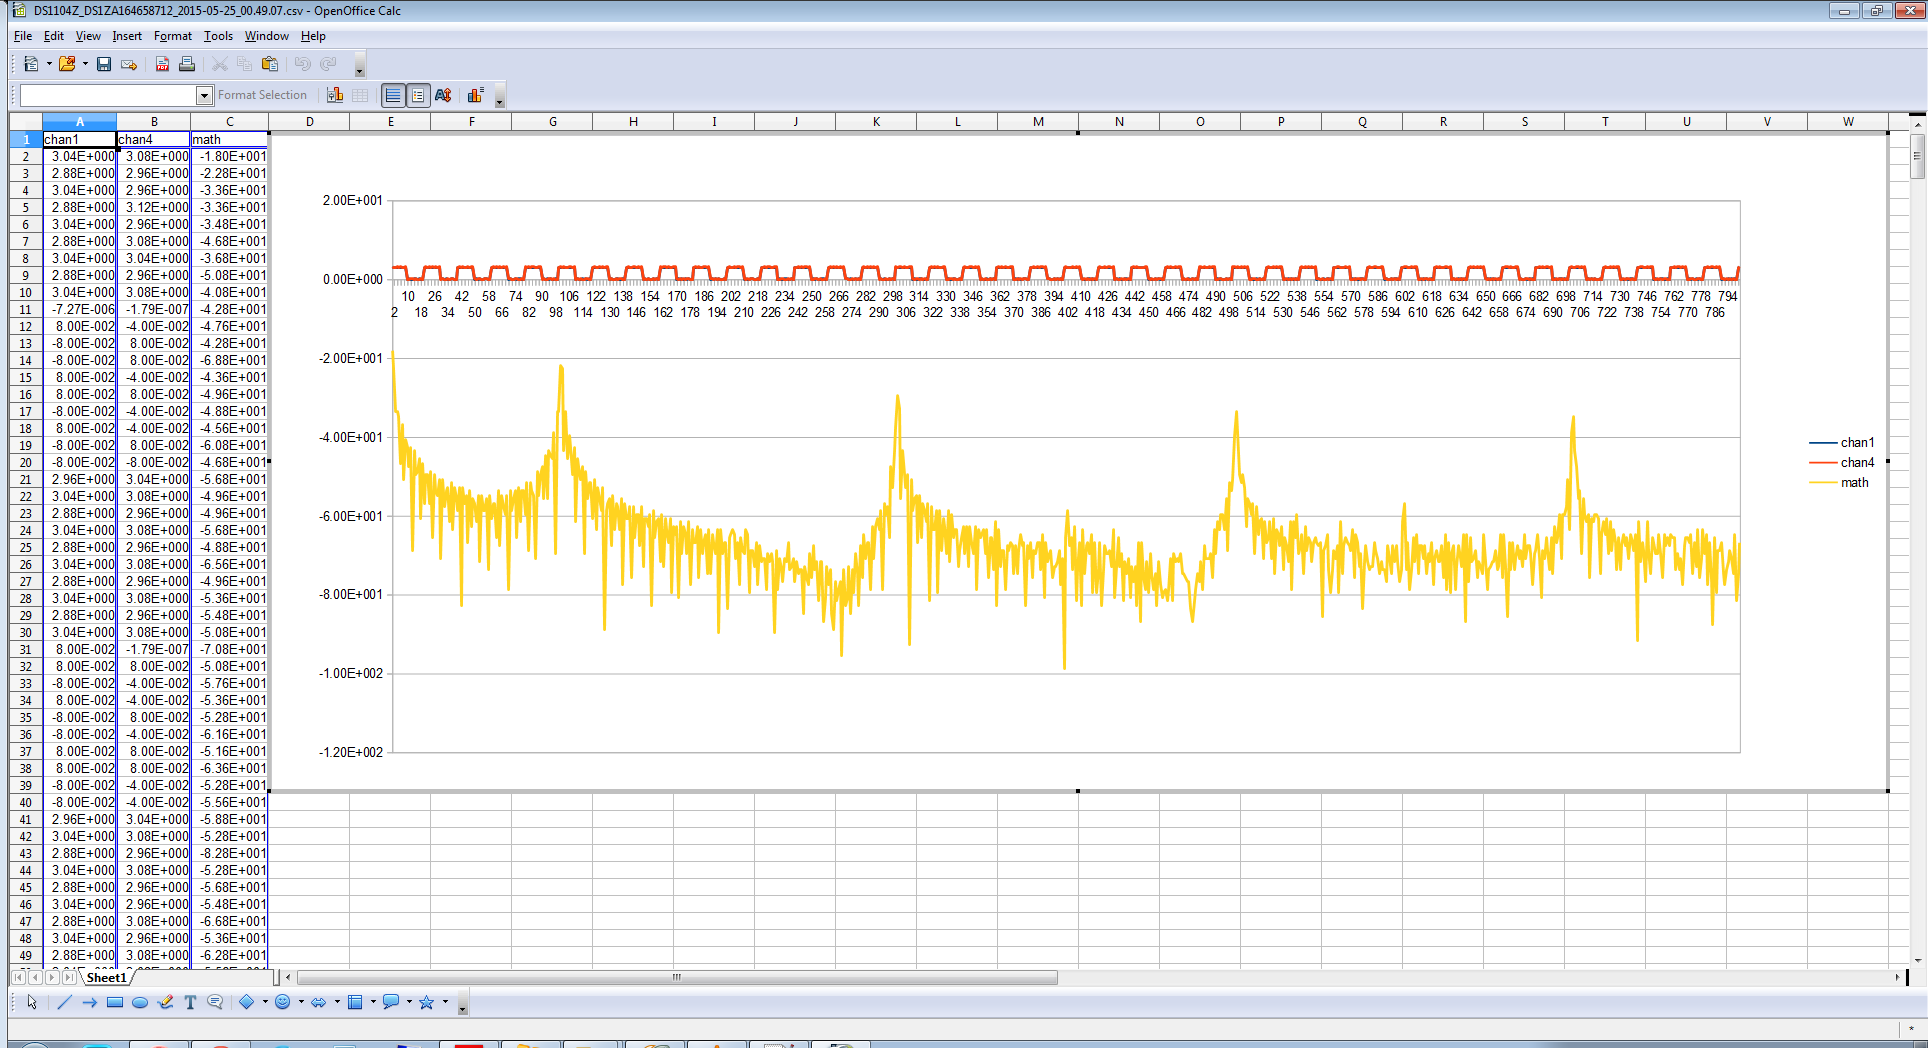 DS1104Z_DS1ZA164658712_2015-05-25_00.49.07.csv - OpenOffice Calc
File Edit View Insert Format Tools Window Help
Format Selection
A B C D E F G H I J K L M N O P Q R S T U V W
1 chan1 chan4 math
2 3.04E+000 3.08E+000 -1.80E+001
3 2.88E+000 2.96E+000 -2.28E+001
4 3.04E+000 2.96E+000 -3.36E+001
5 2.88E+000 3.12E+000 -3.36E+001
6 3.04E+000 2.96E+000 -3.48E+001
7 2.88E+000 3.08E+000 -4.68E+001
8 3.04E+000 3.04E+000 -3.68E+001
9 2.88E+000 2.96E+000 -5.08E+001
10 3.04E+000 3.08E+000 -4.08E+001
11 -7.27E-006 -1.79E-007 -4.28E+001
12 8.00E-002 -4.00E-002 -4.76E+001
13 -8.00E-002 8.00E-002 -4.28E+001
14 -8.00E-002 8.00E-002 -6.88E+001
15 8.00E-002 -4.00E-002 -4.36E+001
16 8.00E-002 8.00E-002 -4.96E+001
17 -8.00E-002 -4.00E-002 -4.88E+001
18 8.00E-002 -4.00E-002 -4.56E+001
19 -8.00E-002 8.00E-002 -6.08E+001
20 -8.00E-002 -8.00E-002 -4.68E+001
21 2.96E+000 3.04E+000 -5.68E+001
22 3.04E+000 3.08E+000 -4.96E+001
23 2.88E+000 2.96E+000 -4.96E+001
24 3.04E+000 3.08E+000 -5.68E+001
25 2.88E+000 2.96E+000 -4.88E+001
26 3.04E+000 3.08E+000 -6.56E+001
27 2.88E+000 2.96E+000 -4.96E+001
28 3.04E+000 3.08E+000 -5.36E+001
29 2.88E+000 2.96E+000 -5.48E+001
30 3.04E+000 3.08E+000 -5.08E+001
31 8.00E-002 -1.79E-007 -7.08E+001
32 8.00E-002 8.00E-002 -5.08E+001
33 -8.00E-002 -4.00E-002 -5.76E+001
34 8.00E-002 -4.00E-002 -5.36E+001
35 -8.00E-002 8.00E-002 -5.28E+001
36 -8.00E-002 -4.00E-002 -6.16E+001
37 8.00E-002 8.00E-002 -5.16E+001
38 8.00E-002 8.00E-002 -6.36E+001
39 -8.00E-002 -4.00E-002 -5.28E+001
40 -8.00E-002 -4.00E-002 -5.56E+001
41 2.96E+000 3.04E+000 -5.88E+001
42 3.04E+000 3.08E+000 -5.28E+001
43 2.88E+000 2.96E+000 -8.28E+001
44 3.04E+000 3.08E+000 -5.28E+001
45 2.88E+000 2.96E+000 -5.68E+001
46 3.04E+000 2.96E+000 -5.48E+001
47 2.88E+000 3.08E+000 -6.68E+001
48 3.04E+000 2.96E+000 -5.36E+001
49 2.88E+000 3.08E+000 -6.28E+001
2.00E+001
0.00E+000
10 26 42 58 74 90 106 122 138 154 170 186 202 218 234 250 266 282 298 314 330 346 362 378 394 410 426 442 458 474 490 506 522 538 554 570 586 602 618 634 650 666 682 698 714 730 746 762 778 794
2 18 34 50 66 82 98 114 130 146 162 178 194 210 226 242 258 274 290 306 322 338 354 370 386 402 418 434 450 466 482 498 514 530 546 562 578 594 610 626 642 658 674 690 706 722 738 754 770 786
-2.00E+001
-4.00E+001
-6.00E+001
-8.00E+001
-1.00E+002
-1.20E+002
chan1
chan4
math
Sheet1
*